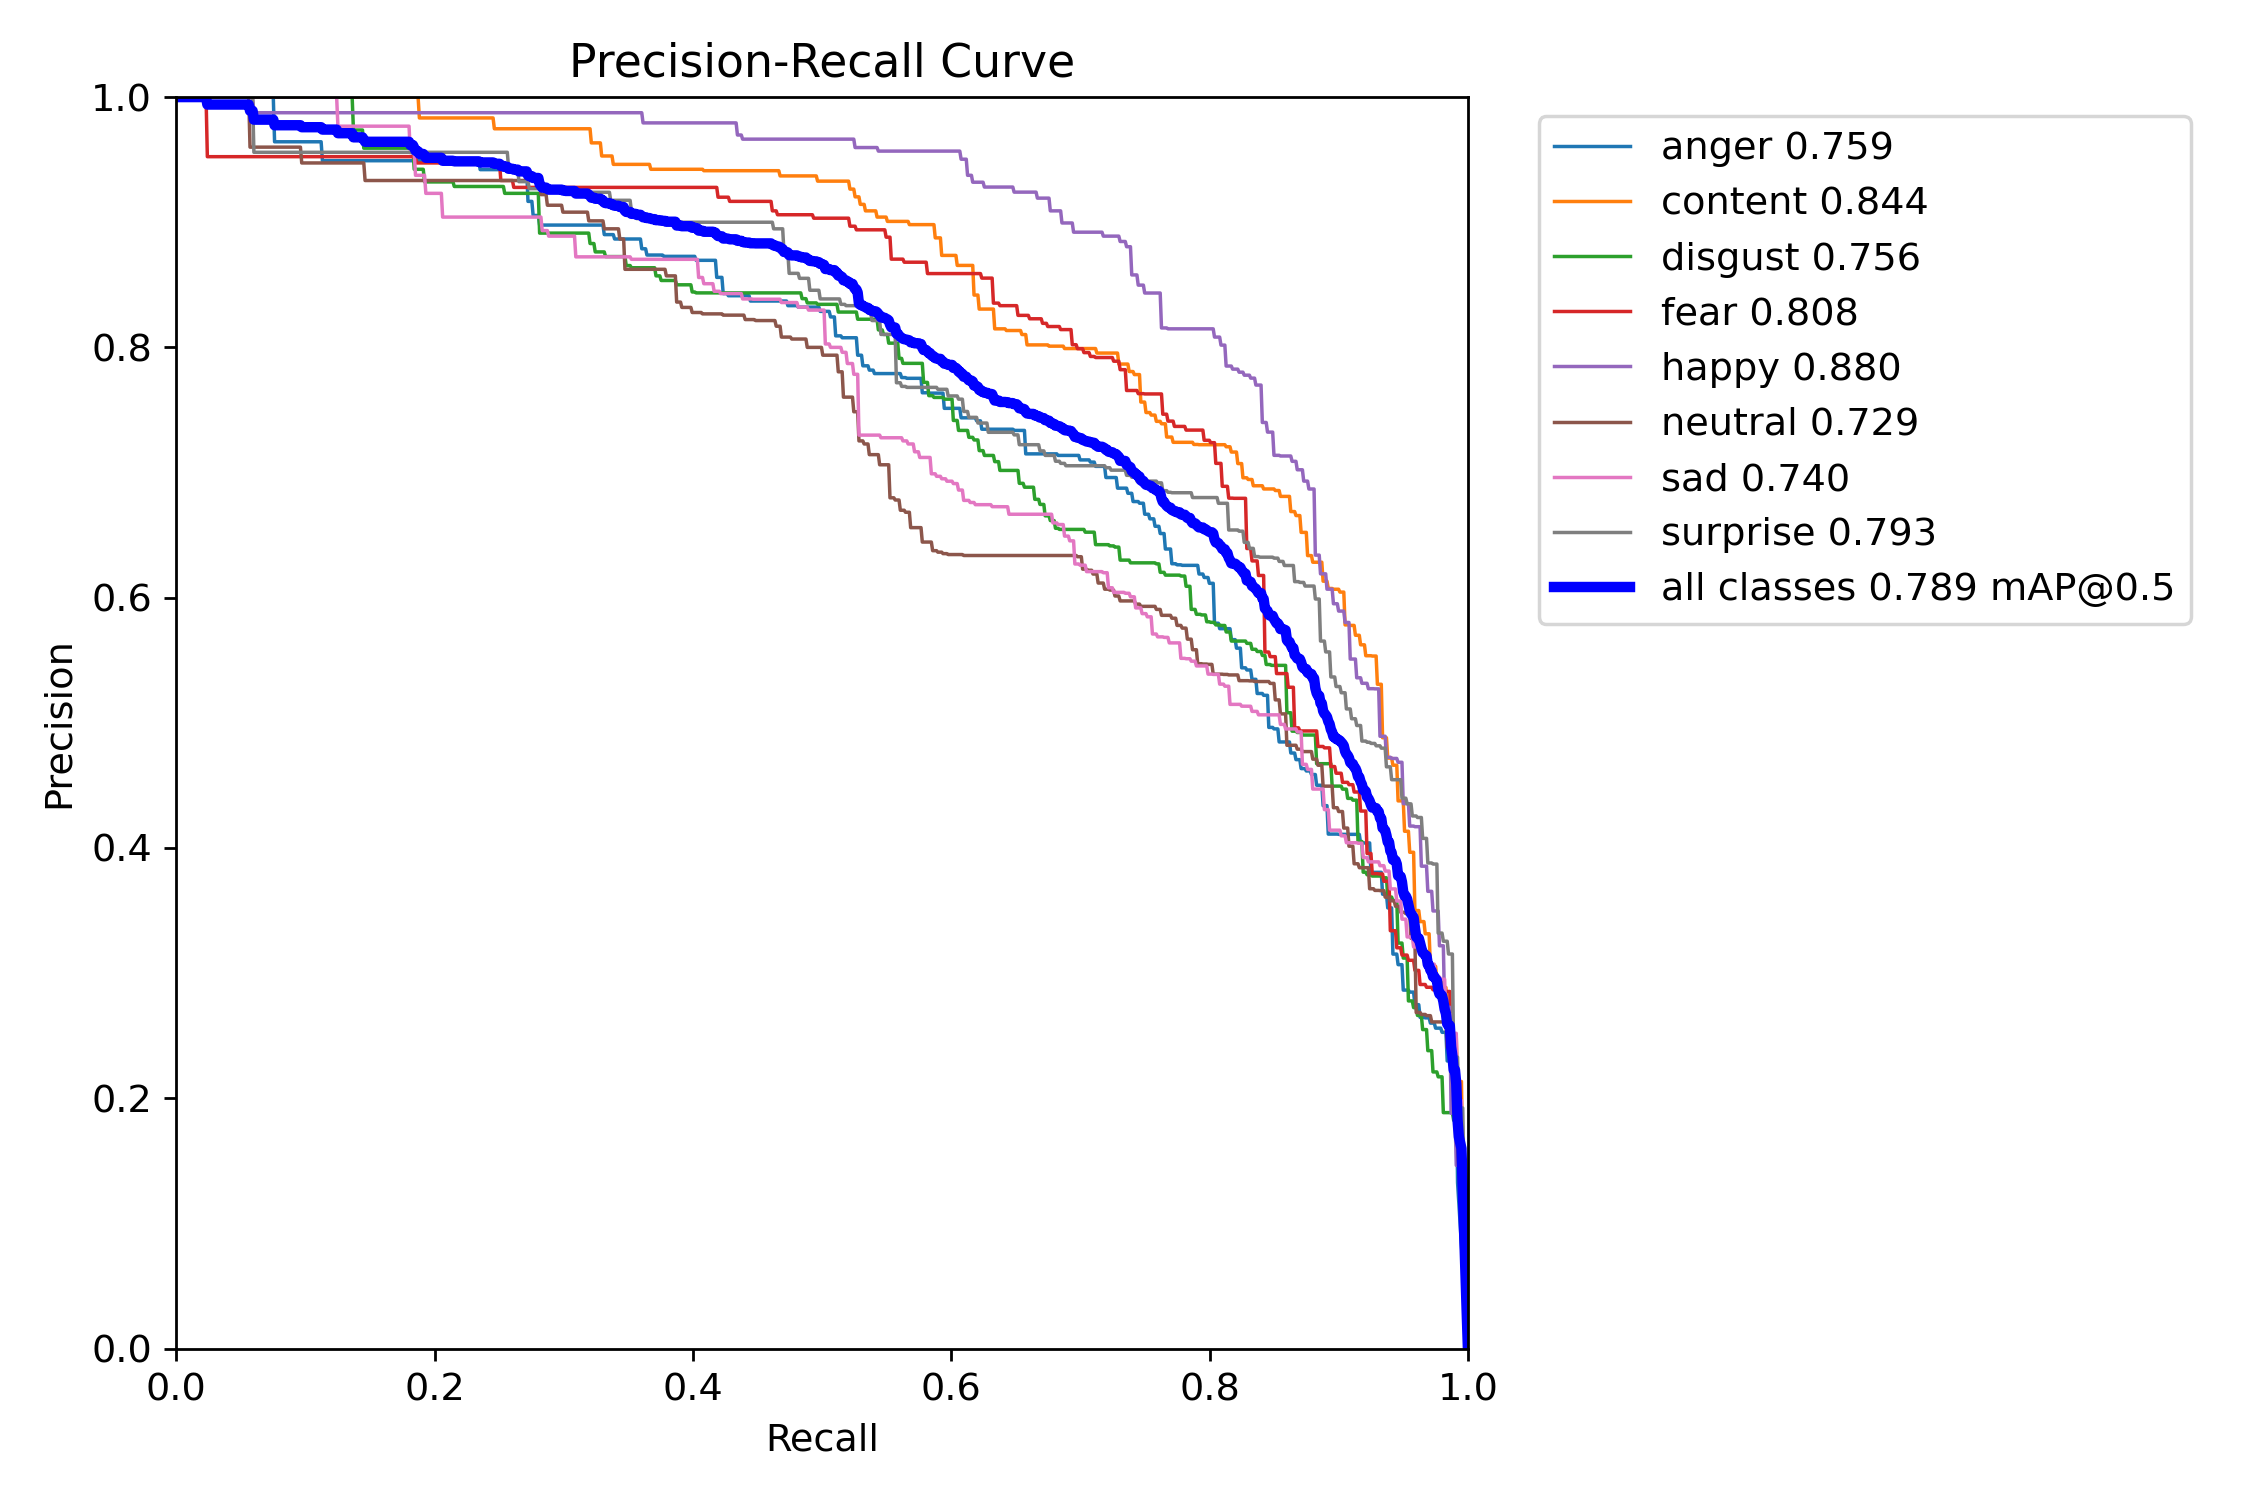 Precision-Recall Curve
1.0
0.8
0.6
0.4
0.2
0.0
Precision
0.0 0.2 0.4 0.6 0.8 1.0
Recall
anger 0.759
content 0.844
disgust 0.756
fear 0.808
happy 0.880
neutral 0.729
sad 0.740
surprise 0.793
all classes 0.789 mAP@0.5